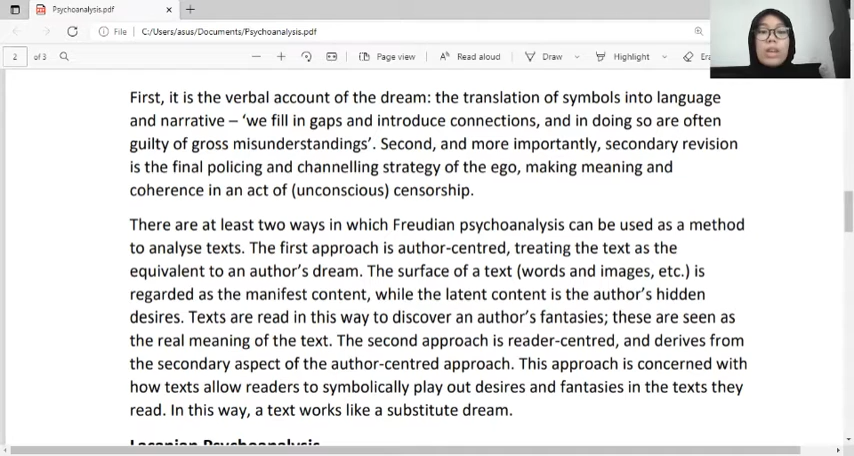 Psychoanalysis.pdf
File C:/Users/asus/Documents/Psychoanalysis.pdf
2 of 3 Page view Read aloud Draw Highlight Era
First, it is the verbal account of the dream: the translation of symbols into language
and narrative – ‘we fill in gaps and introduce connections, and in doing so are often
guilty of gross misunderstandings’. Second, and more importantly, secondary revision
is the final policing and channelling strategy of the ego, making meaning and
coherence in an act of (unconscious) censorship.
There are at least two ways in which Freudian psychoanalysis can be used as a method
to analyse texts. The first approach is author-centred, treating the text as the
equivalent to an author’s dream. The surface of a text (words and images, etc.) is
regarded as the manifest content, while the latent content is the author’s hidden
desires. Texts are read in this way to discover an author’s fantasies; these are seen as
the real meaning of the text. The second approach is reader-centred, and derives from
the secondary aspect of the author-centred approach. This approach is concerned with
how texts allow readers to symbolically play out desires and fantasies in the texts they
read. In this way, a text works like a substitute dream.
Lacanian Psychoanalysis